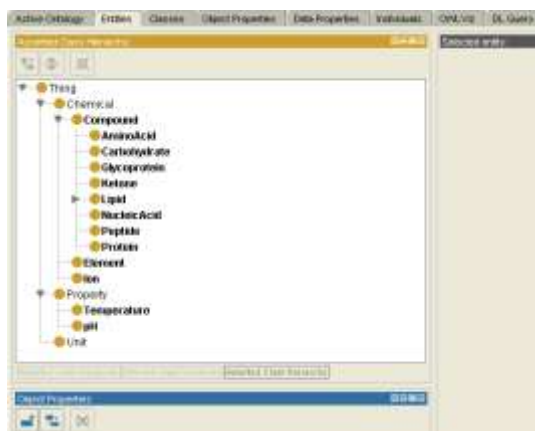 Active Ontology Entities Classes Object Properties Data Properties Individuals OWLViz DL Query
Asserted Class Hierarchy
Selected entity
Thing
Chemical
Compound
AminoAcid
Carbohydrate
Glycoprotein
Ketone
Lipid
NucleicAcid
Peptide
Protein
Element
Ion
Property
Temperature
pH
Unit
Object Properties